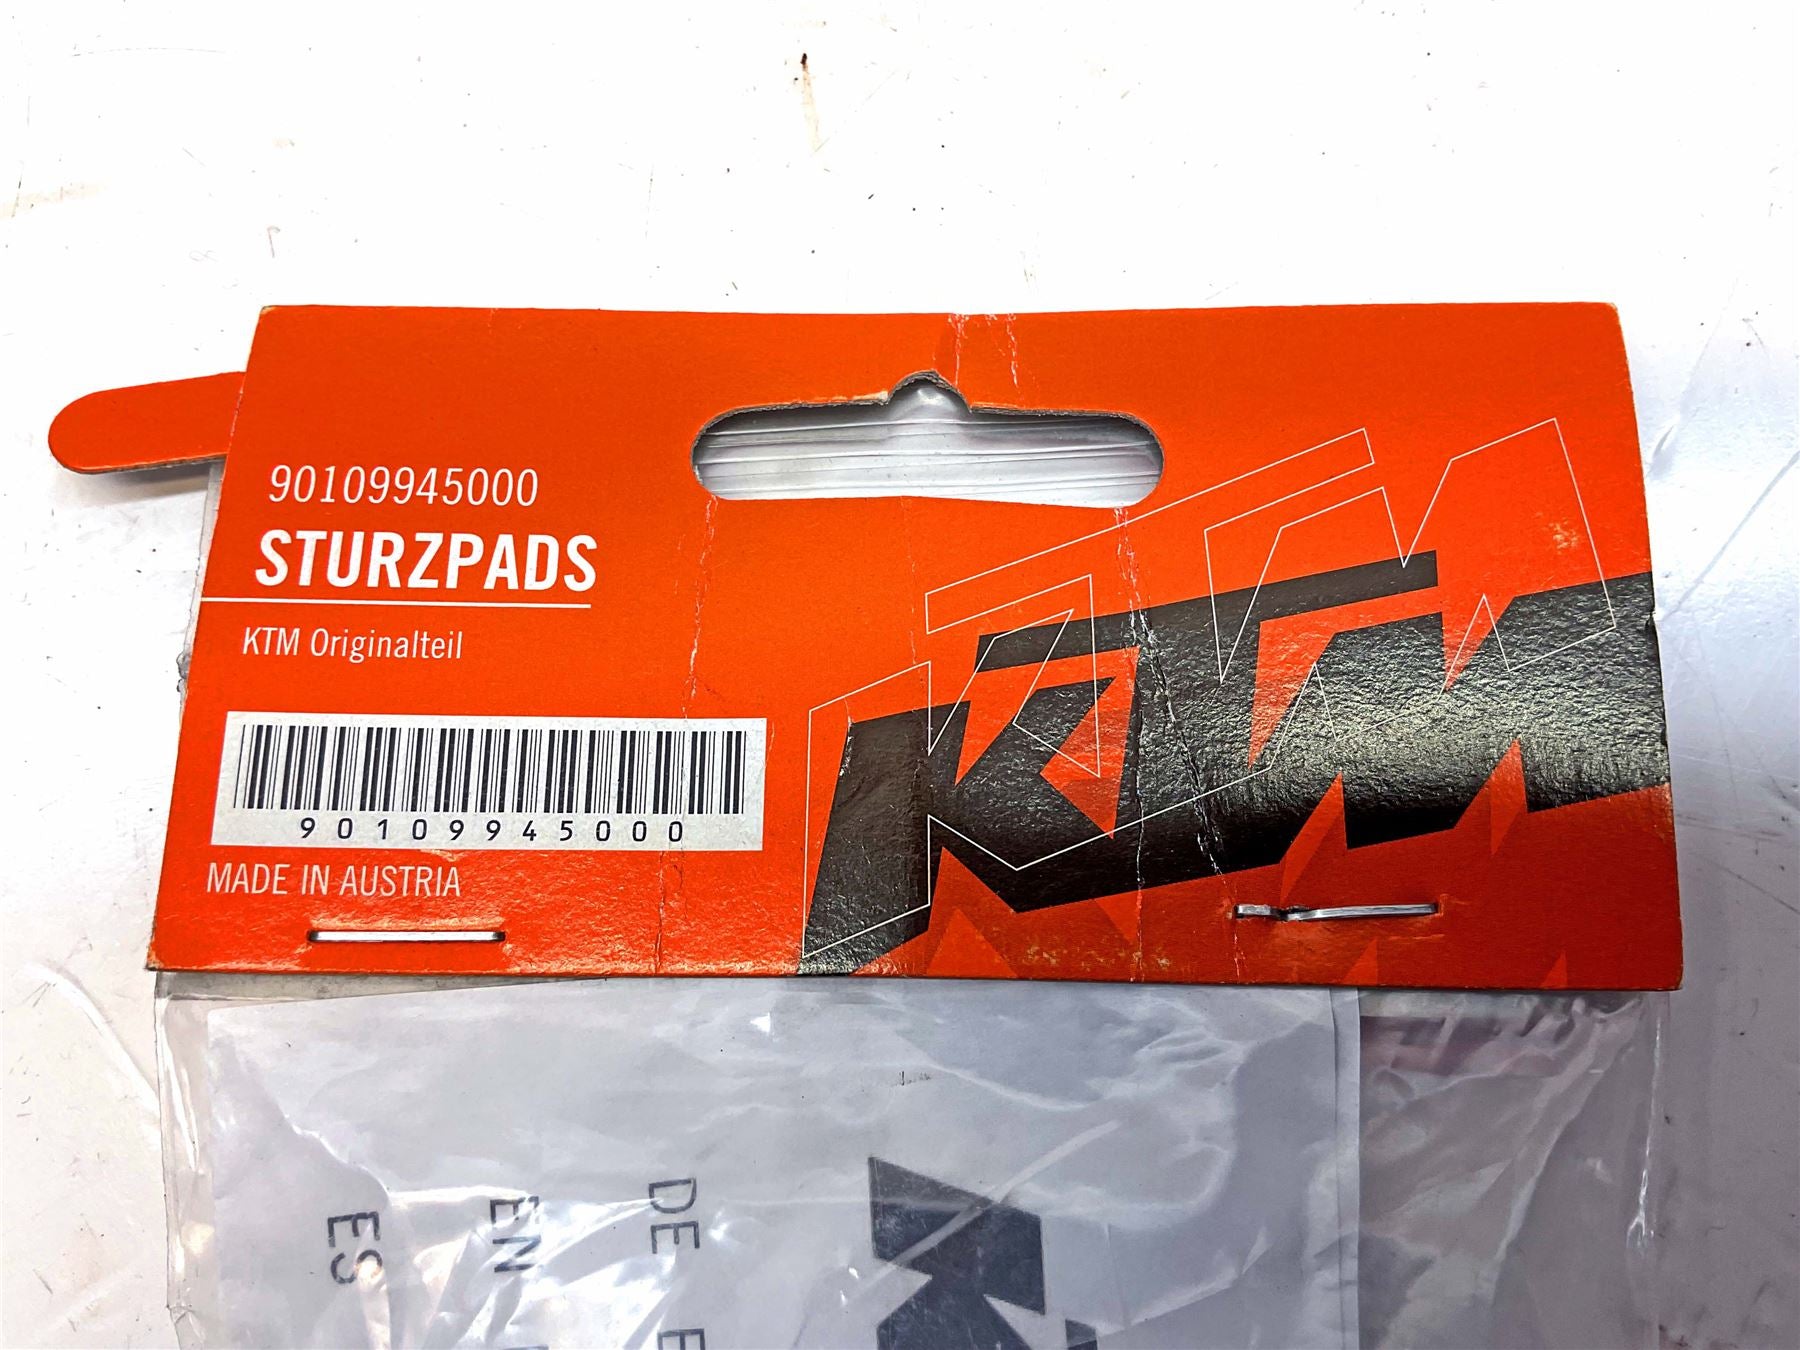 90109945000
STURZPADS
KTM Originalteil
90109945000
MADE IN AUSTRIA
KTM
DE
EN
ES